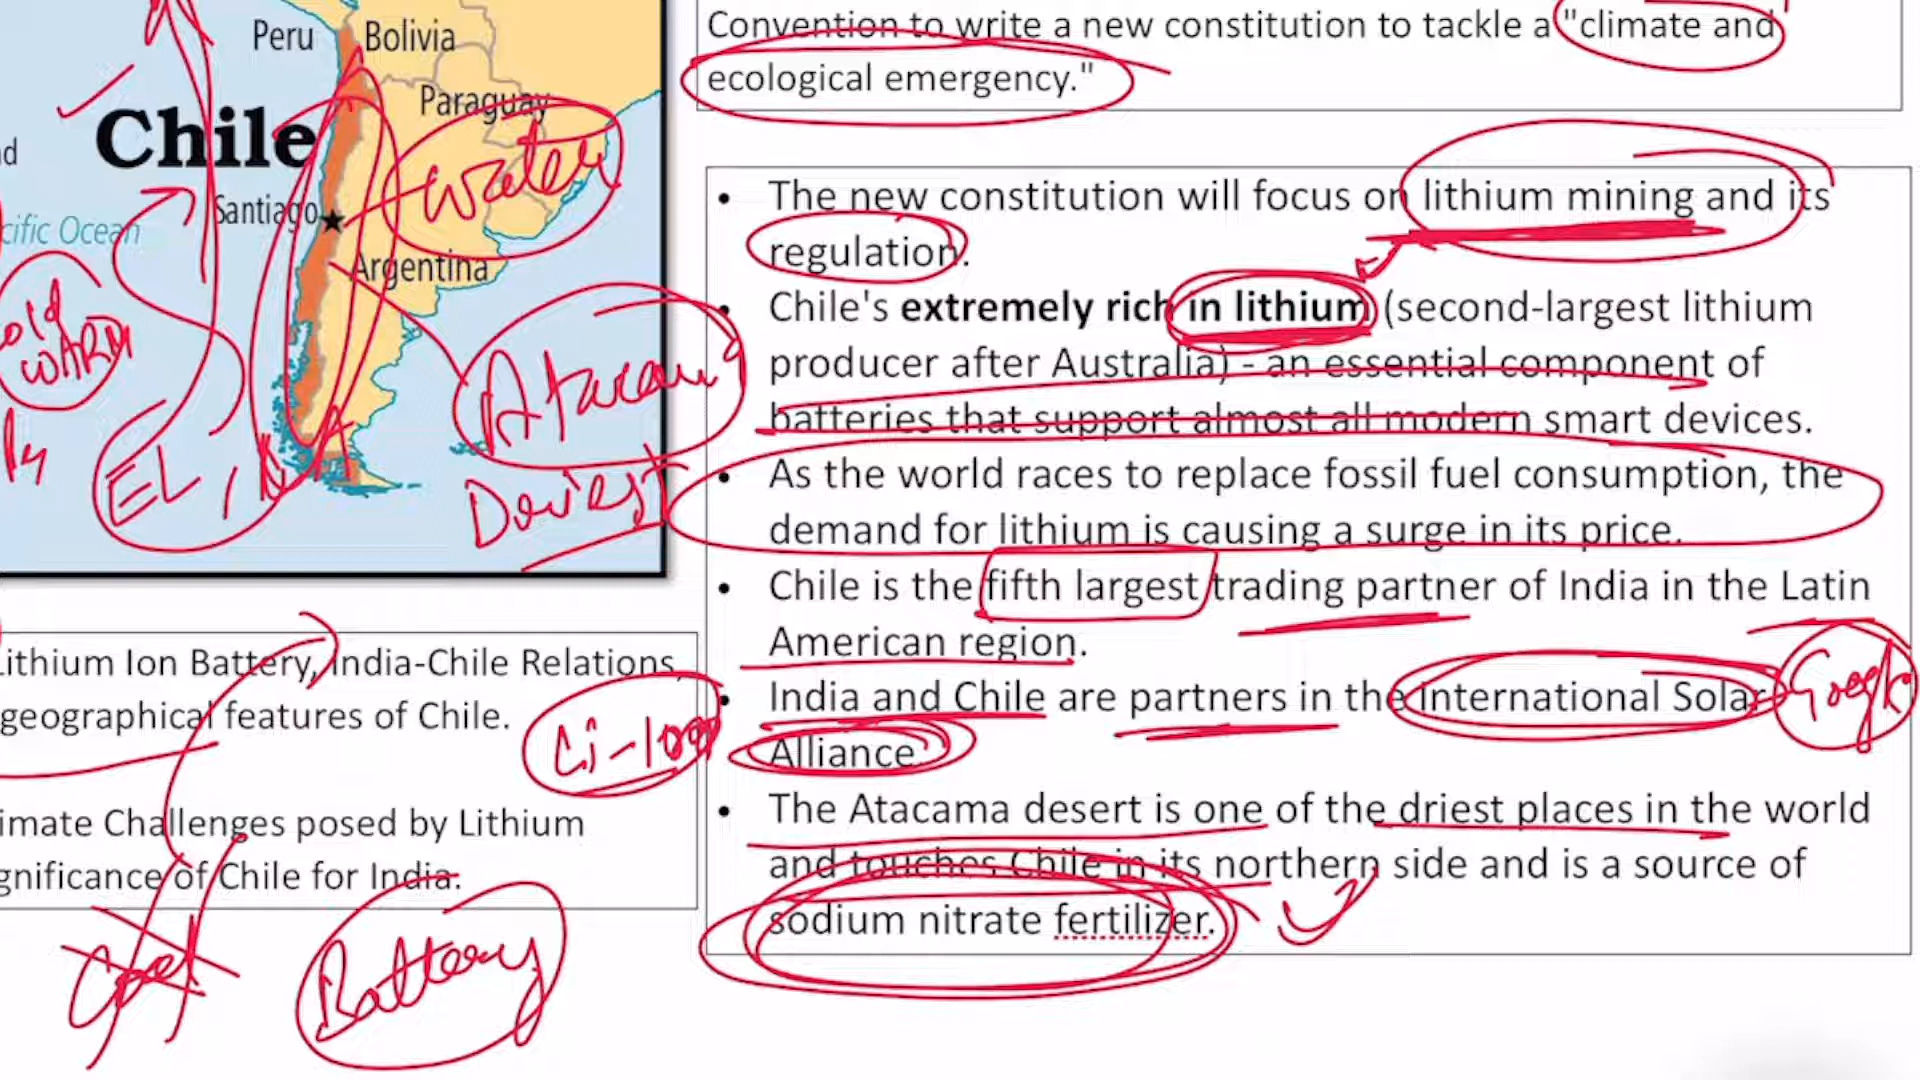 Peru
Bolivia
Paraguay
Chile
water
Santiago
cific Ocean
Argentina
old
WARM
EL
Atacama
Driest
Convention to write a new constitution to tackle a "climate and
ecological emergency."
• The new constitution will focus on lithium mining and its
regulation.
• Chile's extremely rich in lithium (second-largest lithium
producer after Australia) - an essential component of
batteries that support almost all modern smart devices.
• As the world races to replace fossil fuel consumption, the
demand for lithium is causing a surge in its price.
• Chile is the fifth largest trading partner of India in the Latin
American region.
• India and Chile are partners in the International Solar
Alliance.
• The Atacama desert is one of the driest places in the world
and touches Chile in its northern side and is a source of
sodium nitrate fertilizer.
Lithium Ion Battery, India-Chile Relations,
geographical features of Chile.
Li-Ion
imate Challenges posed by Lithium
gnificance of Chile for India.
Battery